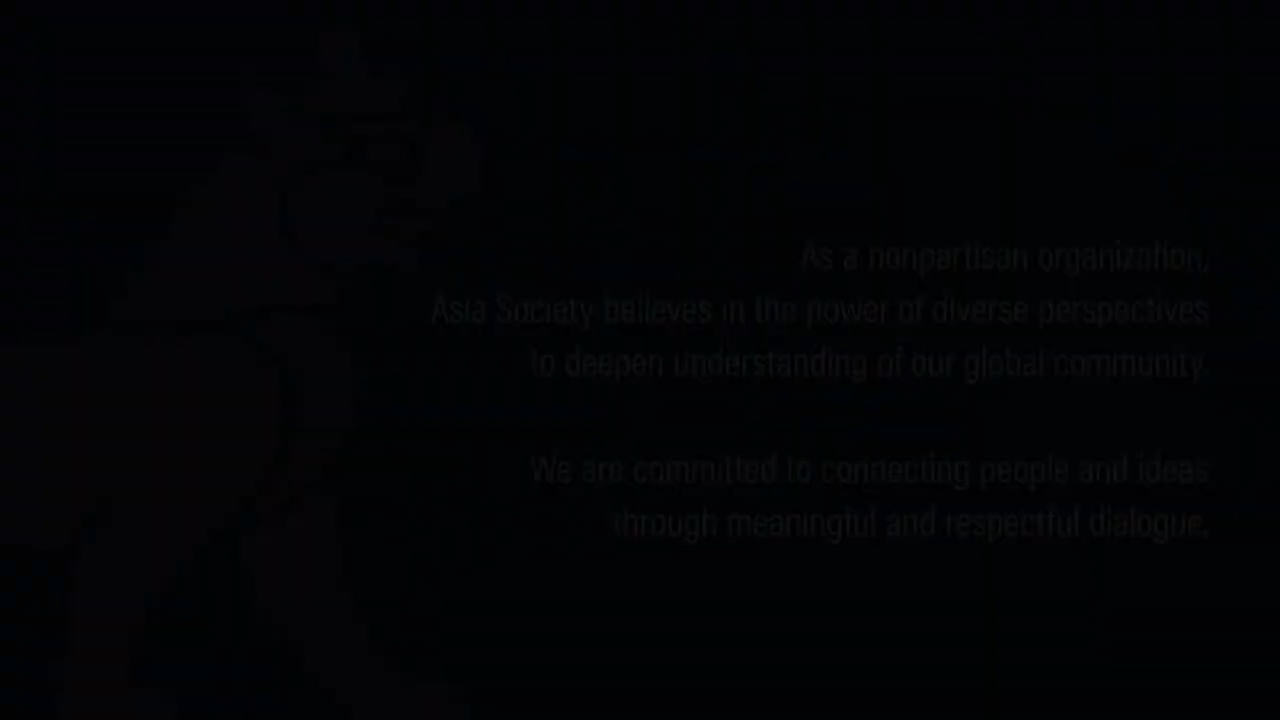 As a nonpartisan organization,
Asia Society believes in the power of diverse perspectives
to deepen understanding of our global community.
We are committed to connecting people and ideas
through meaningful and respectful dialogue.